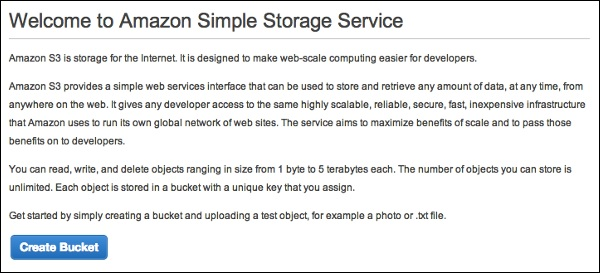 Welcome to Amazon Simple Storage Service
Amazon S3 is storage for the Internet. It is designed to make web-scale computing easier for developers.
Amazon S3 provides a simple web services interface that can be used to store and retrieve any amount of data, at any time, from
anywhere on the web. It gives any developer access to the same highly scalable, reliable, secure, fast, inexpensive infrastructure
that Amazon uses to run its own global network of web sites. The service aims to maximize benefits of scale and to pass those
benefits on to developers.
You can read, write, and delete objects ranging in size from 1 byte to 5 terabytes each. The number of objects you can store is
unlimited. Each object is stored in a bucket with a unique key that you assign.
Get started by simply creating a bucket and uploading a test object, for example a photo or .txt file.
Create Bucket